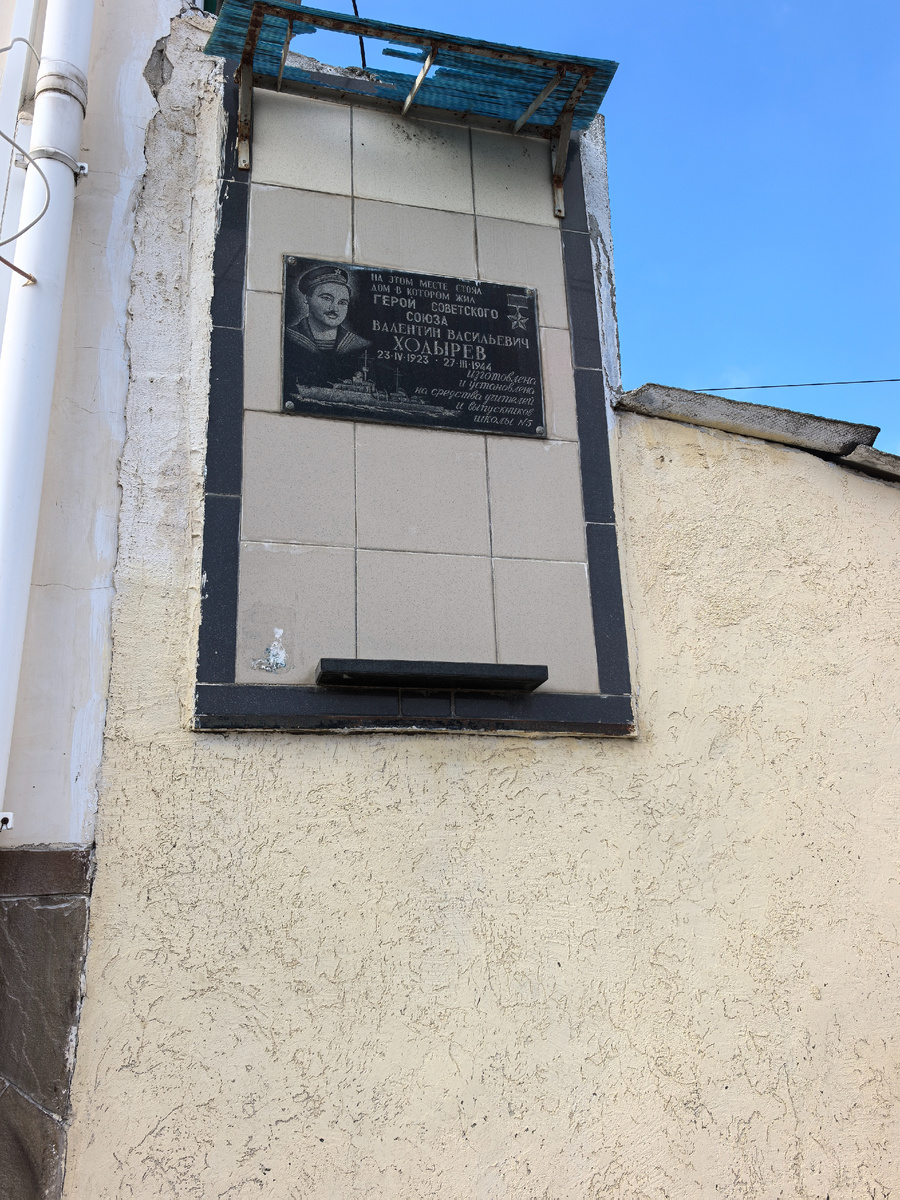 НА ЭТОМ МЕСТЕ СТОЯЛ
ДОМ В КОТОРОМ ЖИЛ
ГЕРОЙ СОВЕТСКОГО
СОЮЗА
ВАЛЕНТИН ВАСИЛЬЕВИЧ
ХОДЫРЕВ
23·IV·1923 · 27·III·1944
изготовлена
и установлена
на средства учителей
и выпускников
школы №5